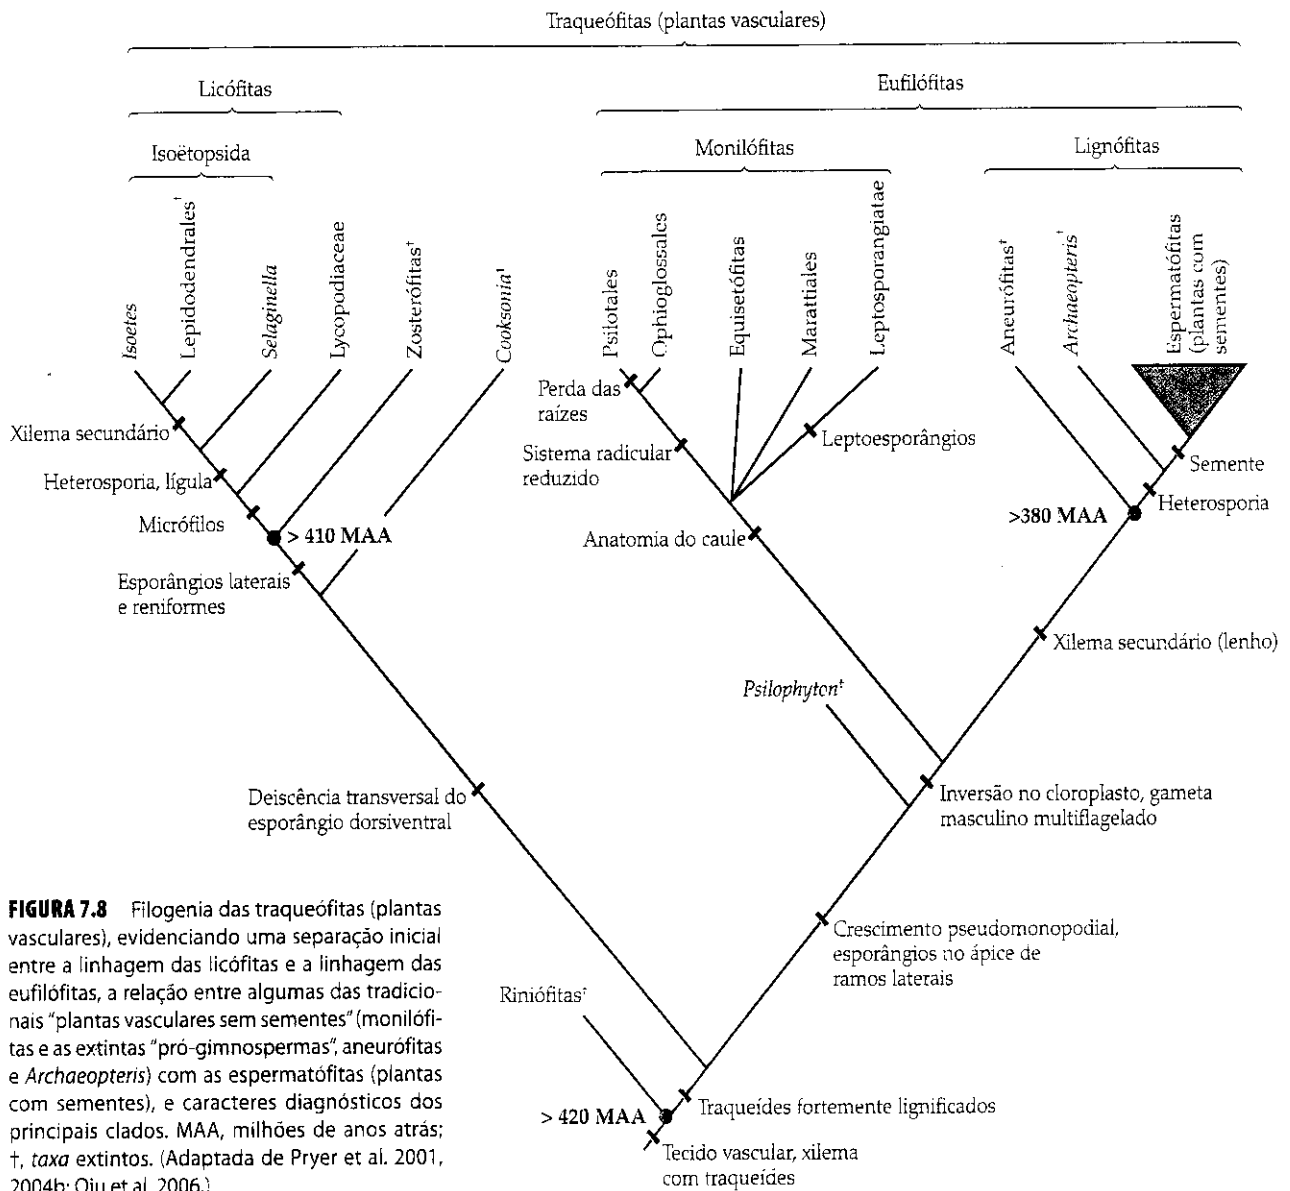 Traqueófitas (plantas vasculares)
Licófitas
Eufilófitas
Isoëtopsida
Monilófitas
Lignófitas
Isoetes
Lepidodendrales†
Selaginella
Lycopodiaceae
Zosterófitas†
Cooksonia†
Psilotales
Ophioglossales
Equisetófitas
Marattiales
Leptosporangiatae
Aneurófitas†
Archaeopteris†
Espermatófitas
(plantas com
sementes)
Perda das
raízes
Xilema secundário
Leptoesporângios
Sistema radicular
reduzido
Semente
Heterosporia, lígula
Heterosporia
Micrófilos
>380 MAA
> 410 MAA
Anatomia do caule
Esporângios laterais
e reniformes
Xilema secundário (lenho)
Psilophyton†
Deiscência transversal do
esporângio dorsiventral
Inversão no cloroplasto, gameta
masculino multiflagelado
Crescimento pseudomonopodial,
esporângios no ápice de
ramos laterais
Riniófitas†
> 420 MAA
Traqueídes fortemente lignificados
Tecido vascular, xilema
com traqueídes
FIGURA 7.8 Filogenia das traqueófitas (plantas
vasculares), evidenciando uma separação inicial
entre a linhagem das licófitas e a linhagem das
eufilófitas, a relação entre algumas das tradicio-
nais "plantas vasculares sem sementes" (monilófi-
tas e as extintas "pró-gimnospermas", aneurófitas
e Archaeopteris) com as espermatófitas (plantas
com sementes), e caracteres diagnósticos dos
principais clados. MAA, milhões de anos atrás;
†, taxa extintos. (Adaptada de Pryer et al. 2001,
2004b; Qiu et al. 2006.)